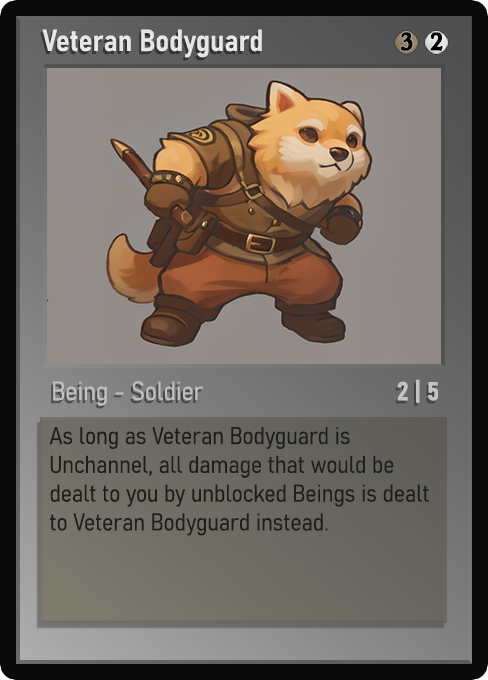 Veteran Bodyguard 3 2
Being - Soldier 2|5
As long as Veteran Bodyguard is
Unchannel, all damage that would be
dealt to you by unblocked Beings is dealt
to Veteran Bodyguard instead.